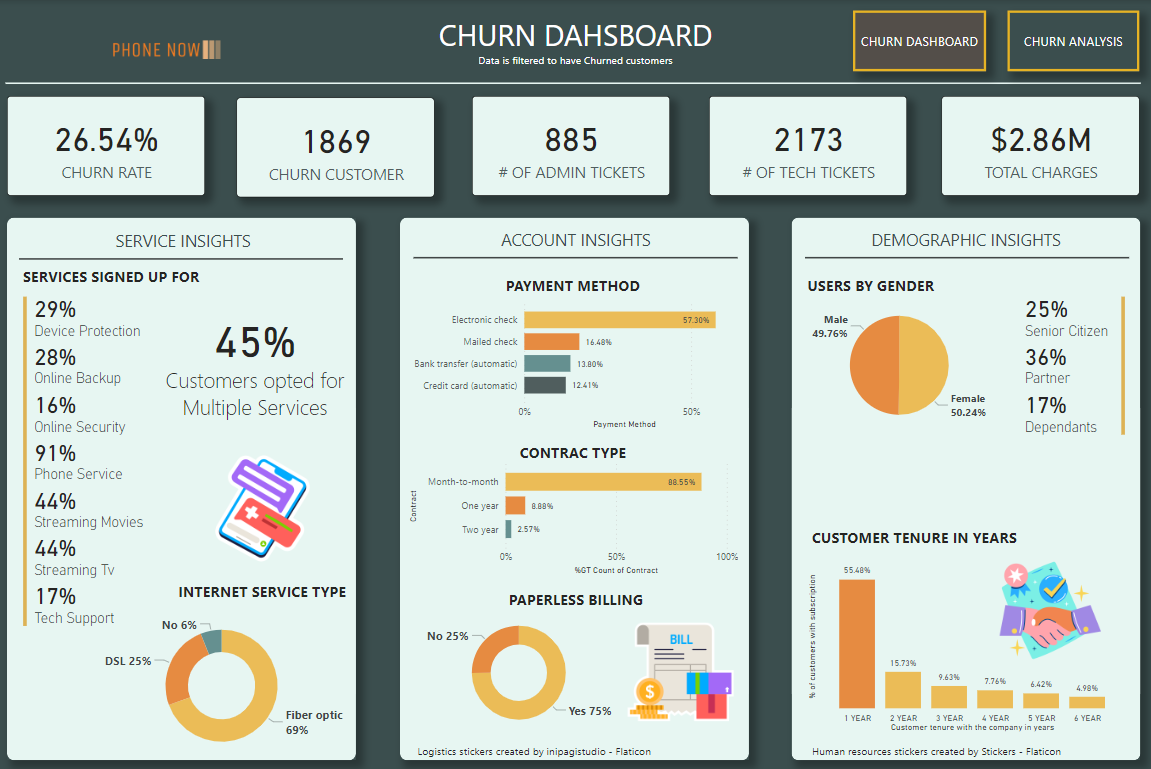 PHONE NOW
CHURN DAHSBOARD
Data is filtered to have Churned customers
CHURN DASHBOARD
CHURN ANALYSIS
26.54%
CHURN RATE
1869
CHURN CUSTOMER
885
# OF ADMIN TICKETS
2173
# OF TECH TICKETS
$2.86M
TOTAL CHARGES
SERVICE INSIGHTS
SERVICES SIGNED UP FOR
29%
Device Protection
28%
Online Backup
16%
Online Security
91%
Phone Service
44%
Streaming Movies
44%
Streaming Tv
17%
Tech Support
45%
Customers opted for
Multiple Services
INTERNET SERVICE TYPE
No 6%
DSL 25%
Fiber optic
69%
ACCOUNT INSIGHTS
PAYMENT METHOD
Electronic check 57.30%
Mailed check 16.48%
Bank transfer (automatic) 13.80%
Credit card (automatic) 12.41%
0% 50%
Payment Method
CONTRAC TYPE
Contract
Month-to-month 88.55%
One year 8.88%
Two year 2.57%
0% 50% 100%
%GT Count of Contract
PAPERLESS BILLING
No 25%
Yes 75%
BILL
$
Logistics stickers created by inipagistudio - Flaticon
DEMOGRAPHIC INSIGHTS
USERS BY GENDER
Male
49.76%
Female
50.24%
25%
Senior Citizen
36%
Partner
17%
Dependants
CUSTOMER TENURE IN YEARS
% of customers with subscription
55.48%
15.73%
9.63%
7.76%
6.42%
4.98%
1 YEAR 2 YEAR 3 YEAR 4 YEAR 5 YEAR 6 YEAR
Customer tenure with the company in years
Human resources stickers created by Stickers - Flaticon